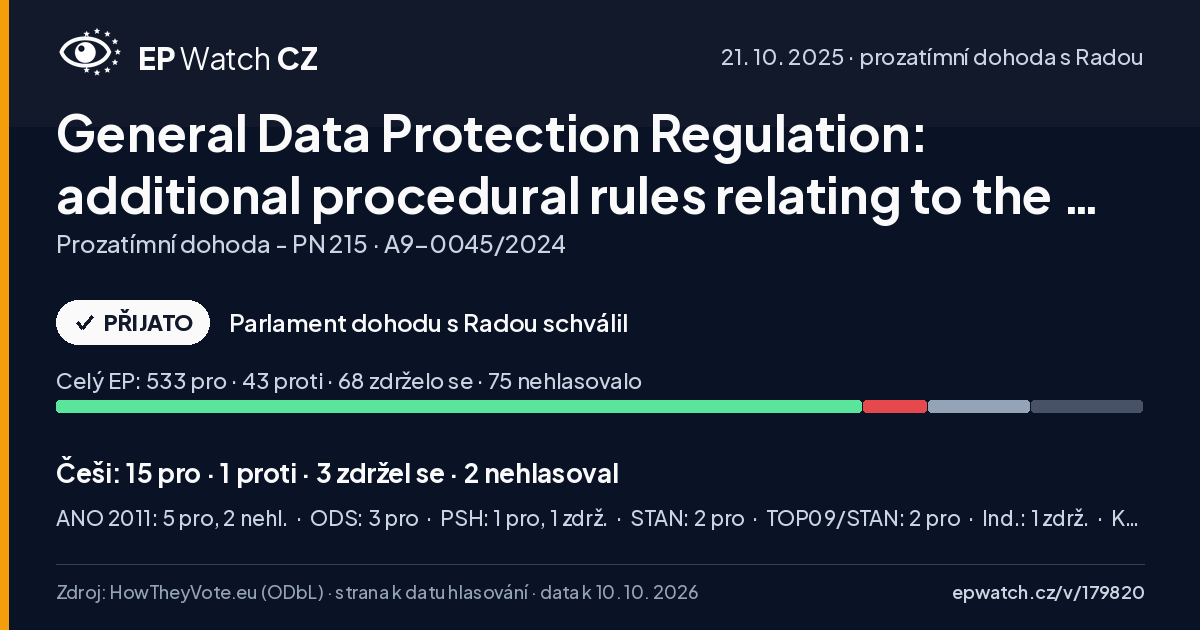 EP Watch CZ
21. 10. 2025 · prozatímní dohoda s Radou
General Data Protection Regulation:
additional procedural rules relating to the …
Prozatímní dohoda – PN 215 · A9–0045/2024
✓ PŘIJATO
Parlament dohodu s Radou schválil
Celý EP: 533 pro · 43 proti · 68 zdrželo se · 75 nehlasovalo
Češi: 15 pro · 1 proti · 3 zdržel se · 2 nehlasoval
ANO 2011: 5 pro, 2 nehl. · ODS: 3 pro · PSH: 1 pro, 1 zdrž. · STAN: 2 pro · TOP09/STAN: 2 pro · Ind.: 1 zdrž. · K…
Zdroj: HowTheyVote.eu (ODbL) · strana k datu hlasování · data k 10. 10. 2026
epwatch.cz/v/179820